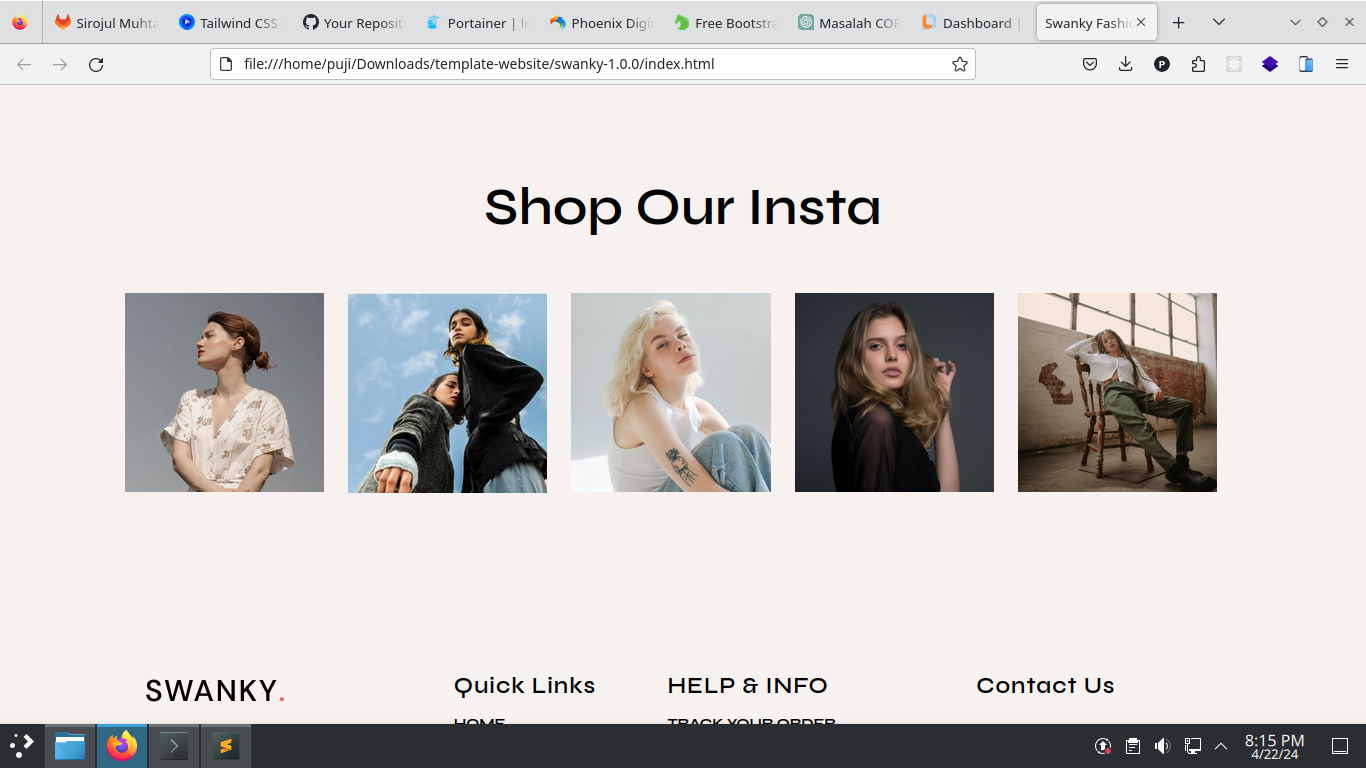 Sirojul Muhta
Tailwind CSS
Your Reposit
Portainer | lo
Phoenix Digi
Free Bootstra
Masalah COR
Dashboard |
Swanky Fashi
file:///home/puji/Downloads/template-website/swanky-1.0.0/index.html
Shop Our Insta
SWANKY.
Quick Links
HELP & INFO
Contact Us
HOME
TRACK YOUR ORDER
8:15 PM
4/22/24